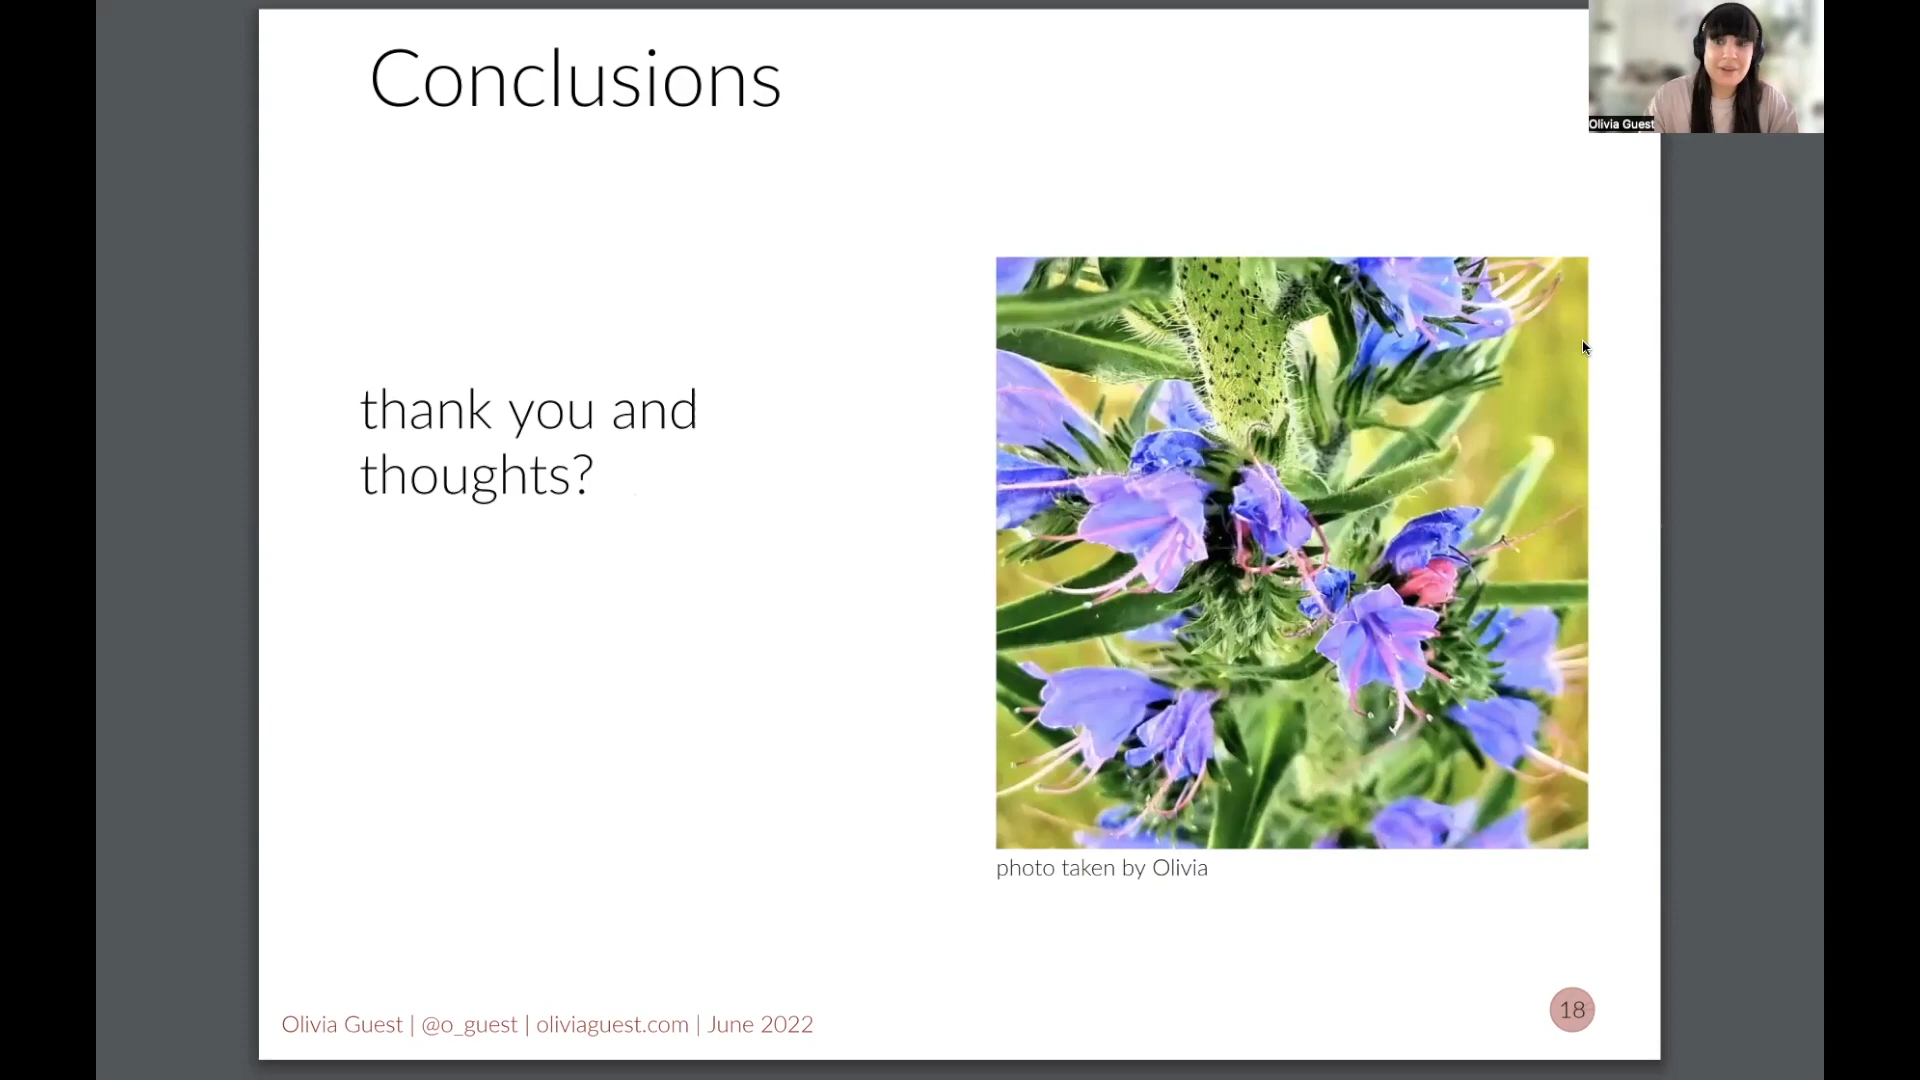 Conclusions
Olivia Guest
thank you and
thoughts?
photo taken by Olivia
Olivia Guest | @o_guest | oliviaguest.com | June 2022
18